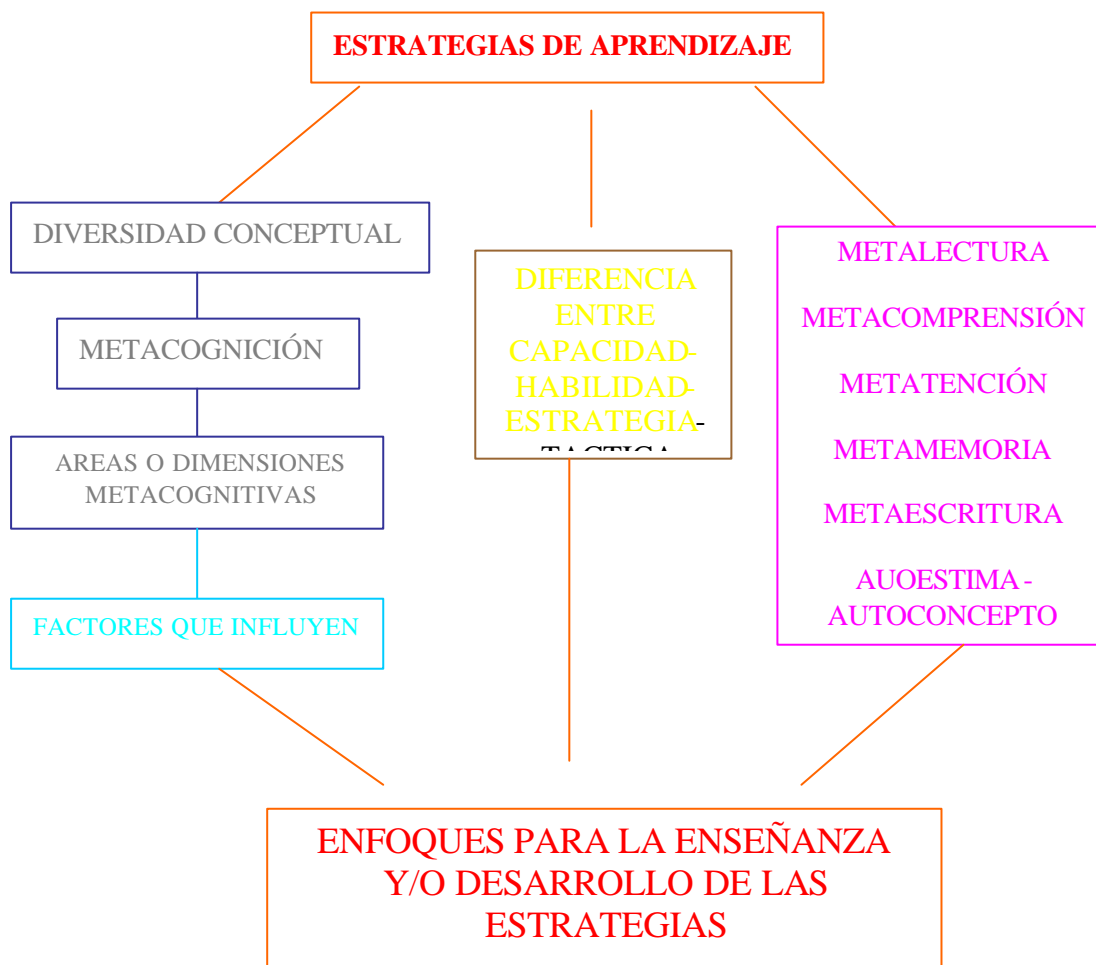 ESTRATEGIAS DE APRENDIZAJE
DIVERSIDAD CONCEPTUAL
METACOGNICIÓN
AREAS O DIMENSIONES
METACOGNITIVAS
FACTORES QUE INFLUYEN
DIFERENCIA
ENTRE
CAPACIDAD-
HABILIDAD-
ESTRATEGIA-
TACTICA
METALECTURA
METACOMPRENSIÓN
METATENCIÓN
METAMEMORIA
METAESCRITURA
AUOESTIMA -
AUTOCONCEPTO
ENFOQUES PARA LA ENSEÑANZA
Y/O DESARROLLO DE LAS
ESTRATEGIAS